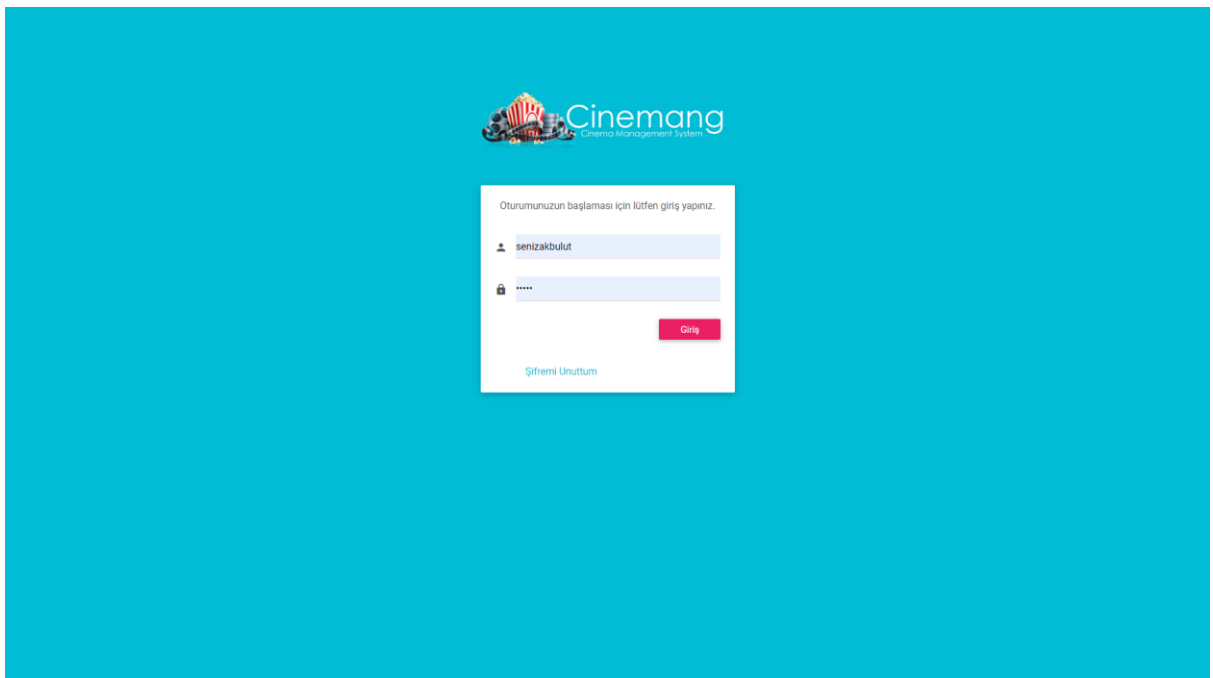 Cinemang
Cinema Management System
Oturumunuzun başlaması için lütfen giriş yapınız.
senizakbulut
•••••
Giriş
Şifremi Unuttum